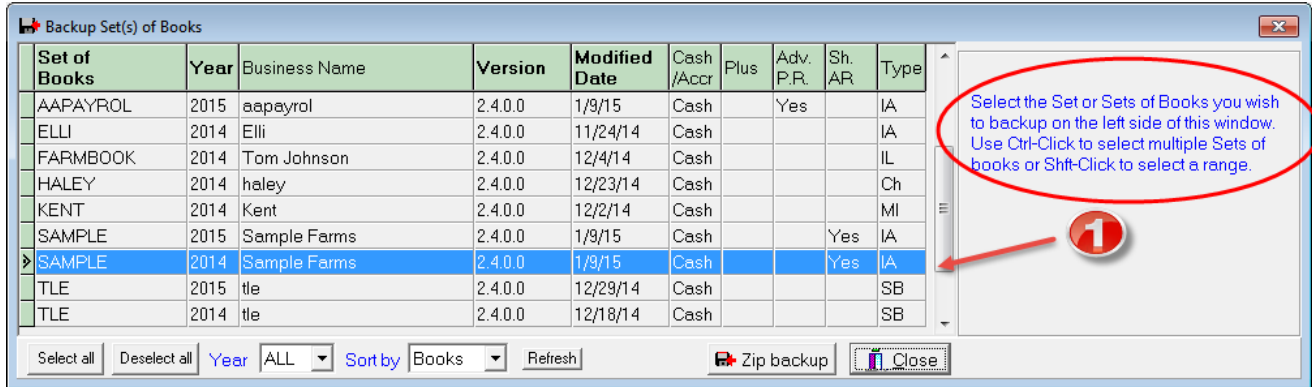 Backup Set(s) of Books
Set of Books Year Business Name Version Modified Date Cash /Accr Plus Adv. P.R. Sh. AR Type
AAPAYROL 2015 aapayrol 2.4.0.0 1/9/15 Cash Yes IA
ELLI 2014 Elli 2.4.0.0 11/24/14 Cash IA
FARMBOOK 2014 Tom Johnson 2.4.0.0 12/4/14 Cash IL
HALEY 2014 haley 2.4.0.0 12/23/14 Cash Ch
KENT 2014 Kent 2.4.0.0 12/2/14 Cash MI
SAMPLE 2015 Sample Farms 2.4.0.0 1/9/15 Cash Yes IA
SAMPLE 2014 Sample Farms 2.4.0.0 1/9/15 Cash Yes IA
TLE 2015 tle 2.4.0.0 12/29/14 Cash SB
TLE 2014 tle 2.4.0.0 12/18/14 Cash SB
Select the Set or Sets of Books you wish
to backup on the left side of this window.
Use Ctrl-Click to select multiple Sets of
books or Shft-Click to select a range.
1
Select all Deselect all Year ALL Sort by Books Refresh Zip backup Close